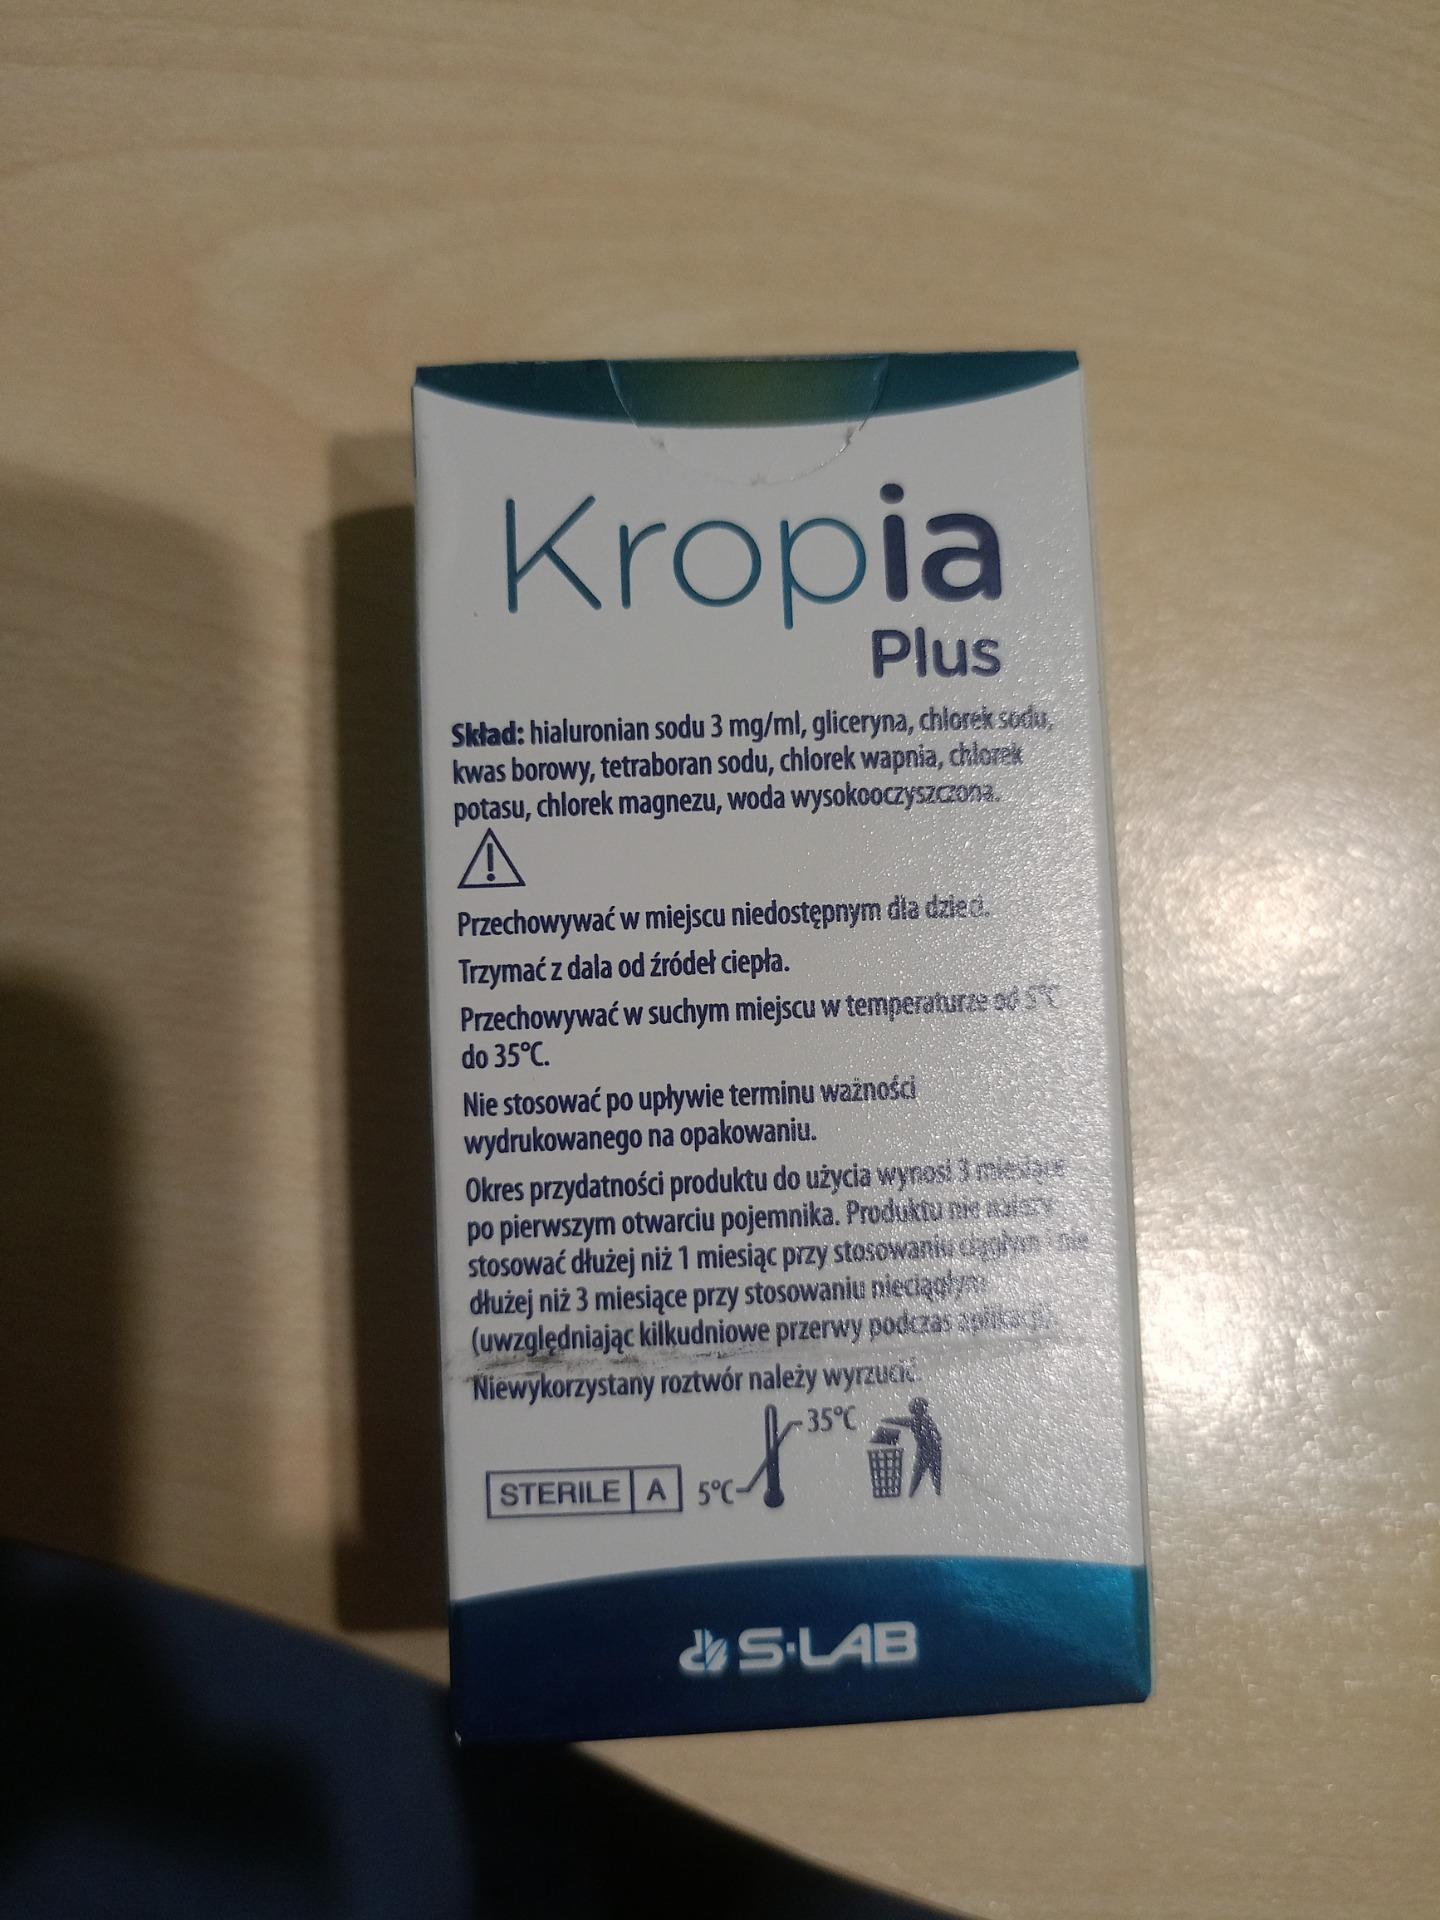 Kropia
Plus
Skład: hialuronian sodu 3 mg/ml, gliceryna, chlorek sodu,
kwas borowy, tetraboran sodu, chlorek wapnia, chlorek
potasu, chlorek magnezu, woda wysokooczyszczona.
Przechowywać w miejscu niedostępnym dla dzieci.
Trzymać z dala od źródeł ciepła.
Przechowywać w suchym miejscu w temperaturze od 5°C
do 35°C.
Nie stosować po upływie terminu ważności
wydrukowanego na opakowaniu.
Okres przydatności produktu do użycia wynosi 3 miesiące
po pierwszym otwarciu pojemnika. Produktu nie należy
stosować dłużej niż 1 miesiąc przy stosowaniu ciągłym i nie
dłużej niż 3 miesiące przy stosowaniu nieciągłym
(uwzględniając kilkudniowe przerwy podczas aplikacji).
Niewykorzystany roztwór należy wyrzucić.
35°C
STERILE A 5°C
S·LAB